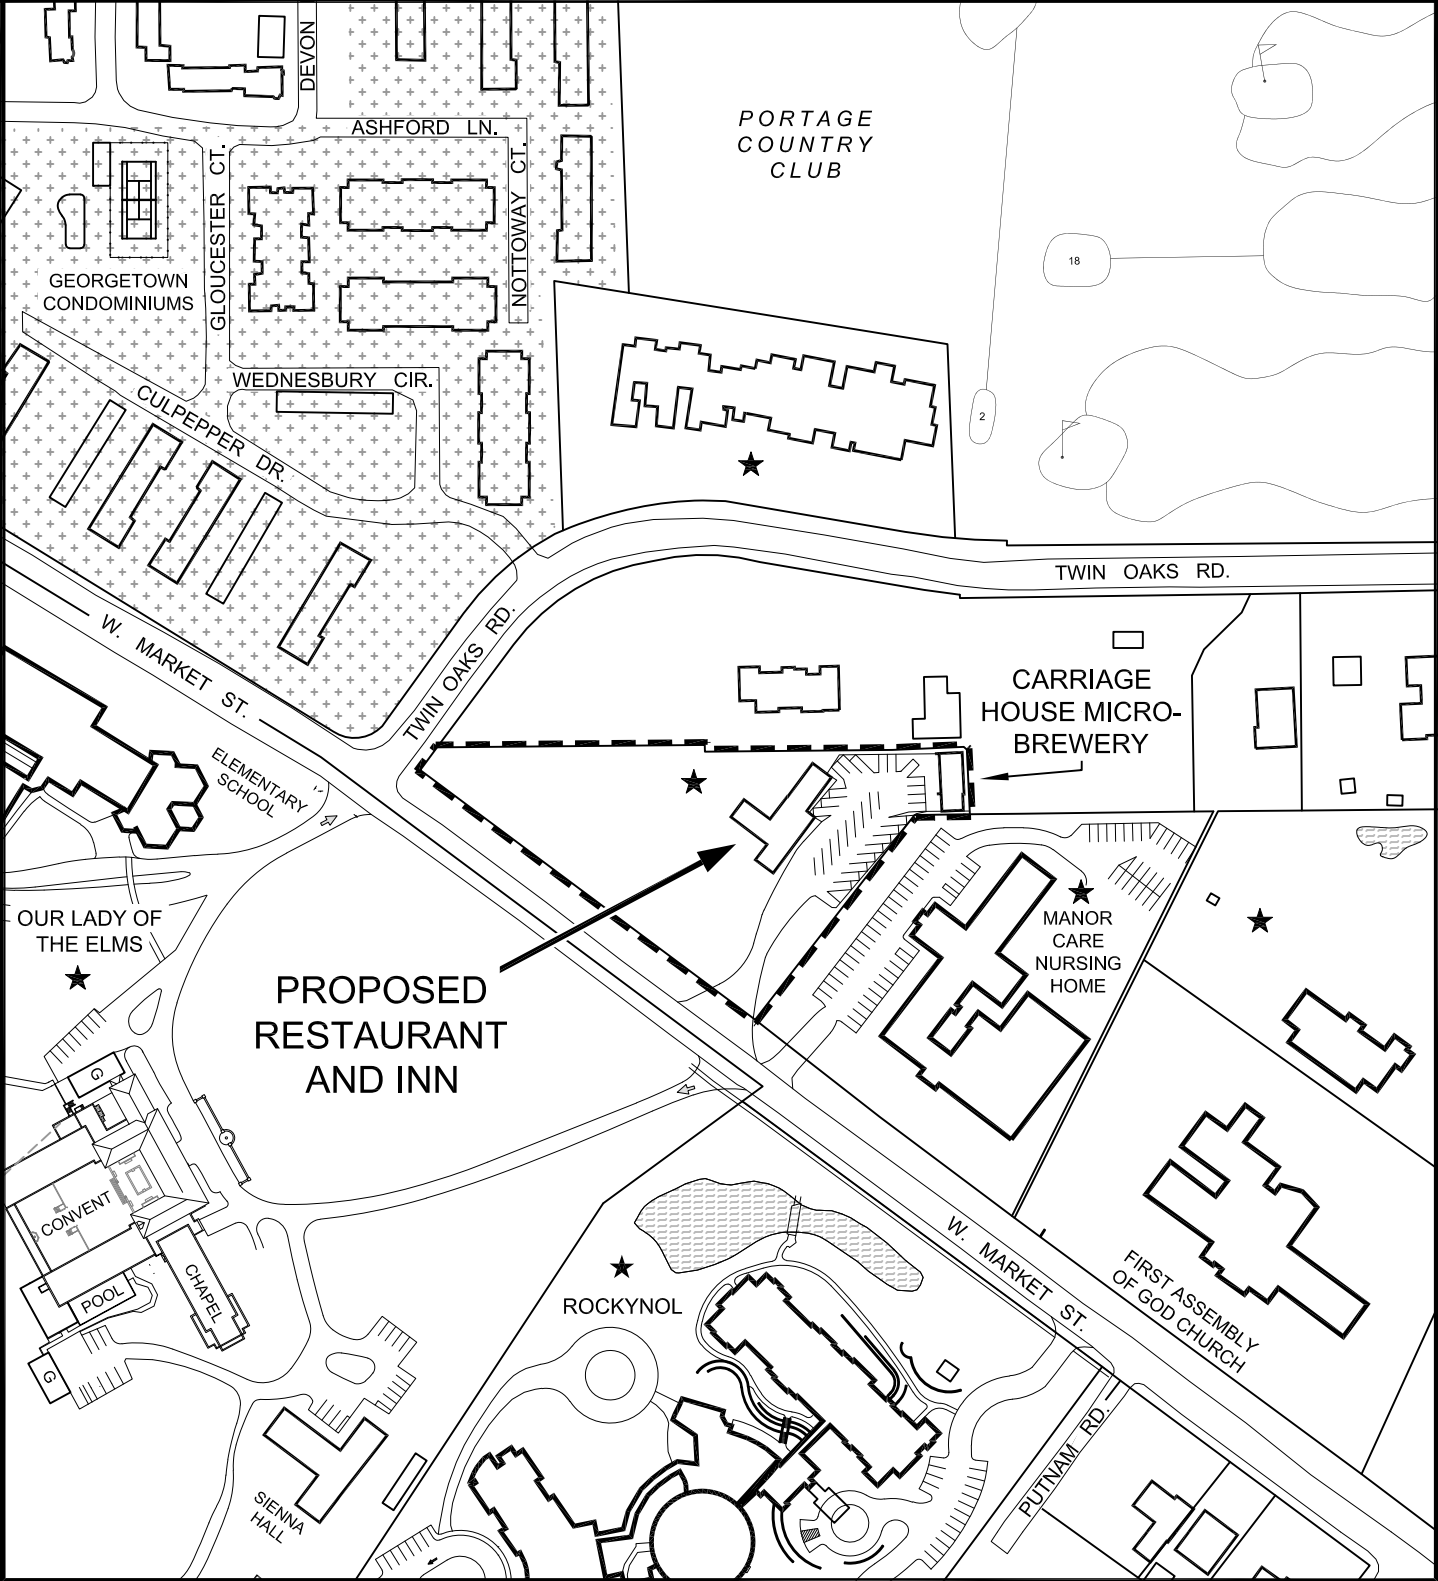 DEVON
ASHFORD LN.
GLOUCESTER CT.
NOTTOWAY CT.
PORTAGE
COUNTRY
CLUB
18
2
GEORGETOWN
CONDOMINIUMS
WEDNESBURY CIR.
CULPEPPER DR.
TWIN OAKS RD.
TWIN OAKS RD.
W. MARKET ST.
CARRIAGE
HOUSE MICRO-
BREWERY
ELEMENTARY
SCHOOL
OUR LADY OF
THE ELMS
MANOR
CARE
NURSING
HOME
PROPOSED
RESTAURANT
AND INN
G
CONVENT
CHAPEL
POOL
G
ROCKYNOL
W. MARKET ST.
FIRST ASSEMBLY
OF GOD CHURCH
PUTNAM RD.
SIENNA
HALL